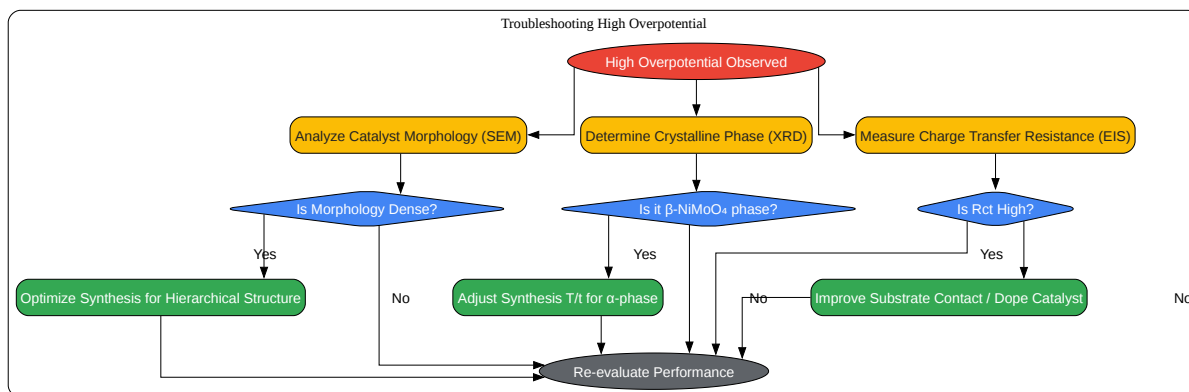 Troubleshooting High Overpotential
High Overpotential Observed
Analyze Catalyst Morphology (SEM)
Determine Crystalline Phase (XRD)
Measure Charge Transfer Resistance (EIS)
Is Morphology Dense?
Is it β-NiMoO₄ phase?
Is Rct High?
Yes
Yes
Yes
Optimize Synthesis for Hierarchical Structure
No
Adjust Synthesis T/t for α-phase
No
Improve Substrate Contact / Dope Catalyst
No
Re-evaluate Performance